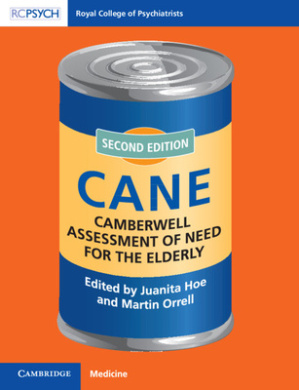 RCPSYCH Royal College of Psychiatrists
SECOND EDITION
CANE
CAMBERWELL
ASSESSMENT OF NEED
FOR THE ELDERLY
Edited by Juanita Hoe
and Martin Orrell
CAMBRIDGE Medicine